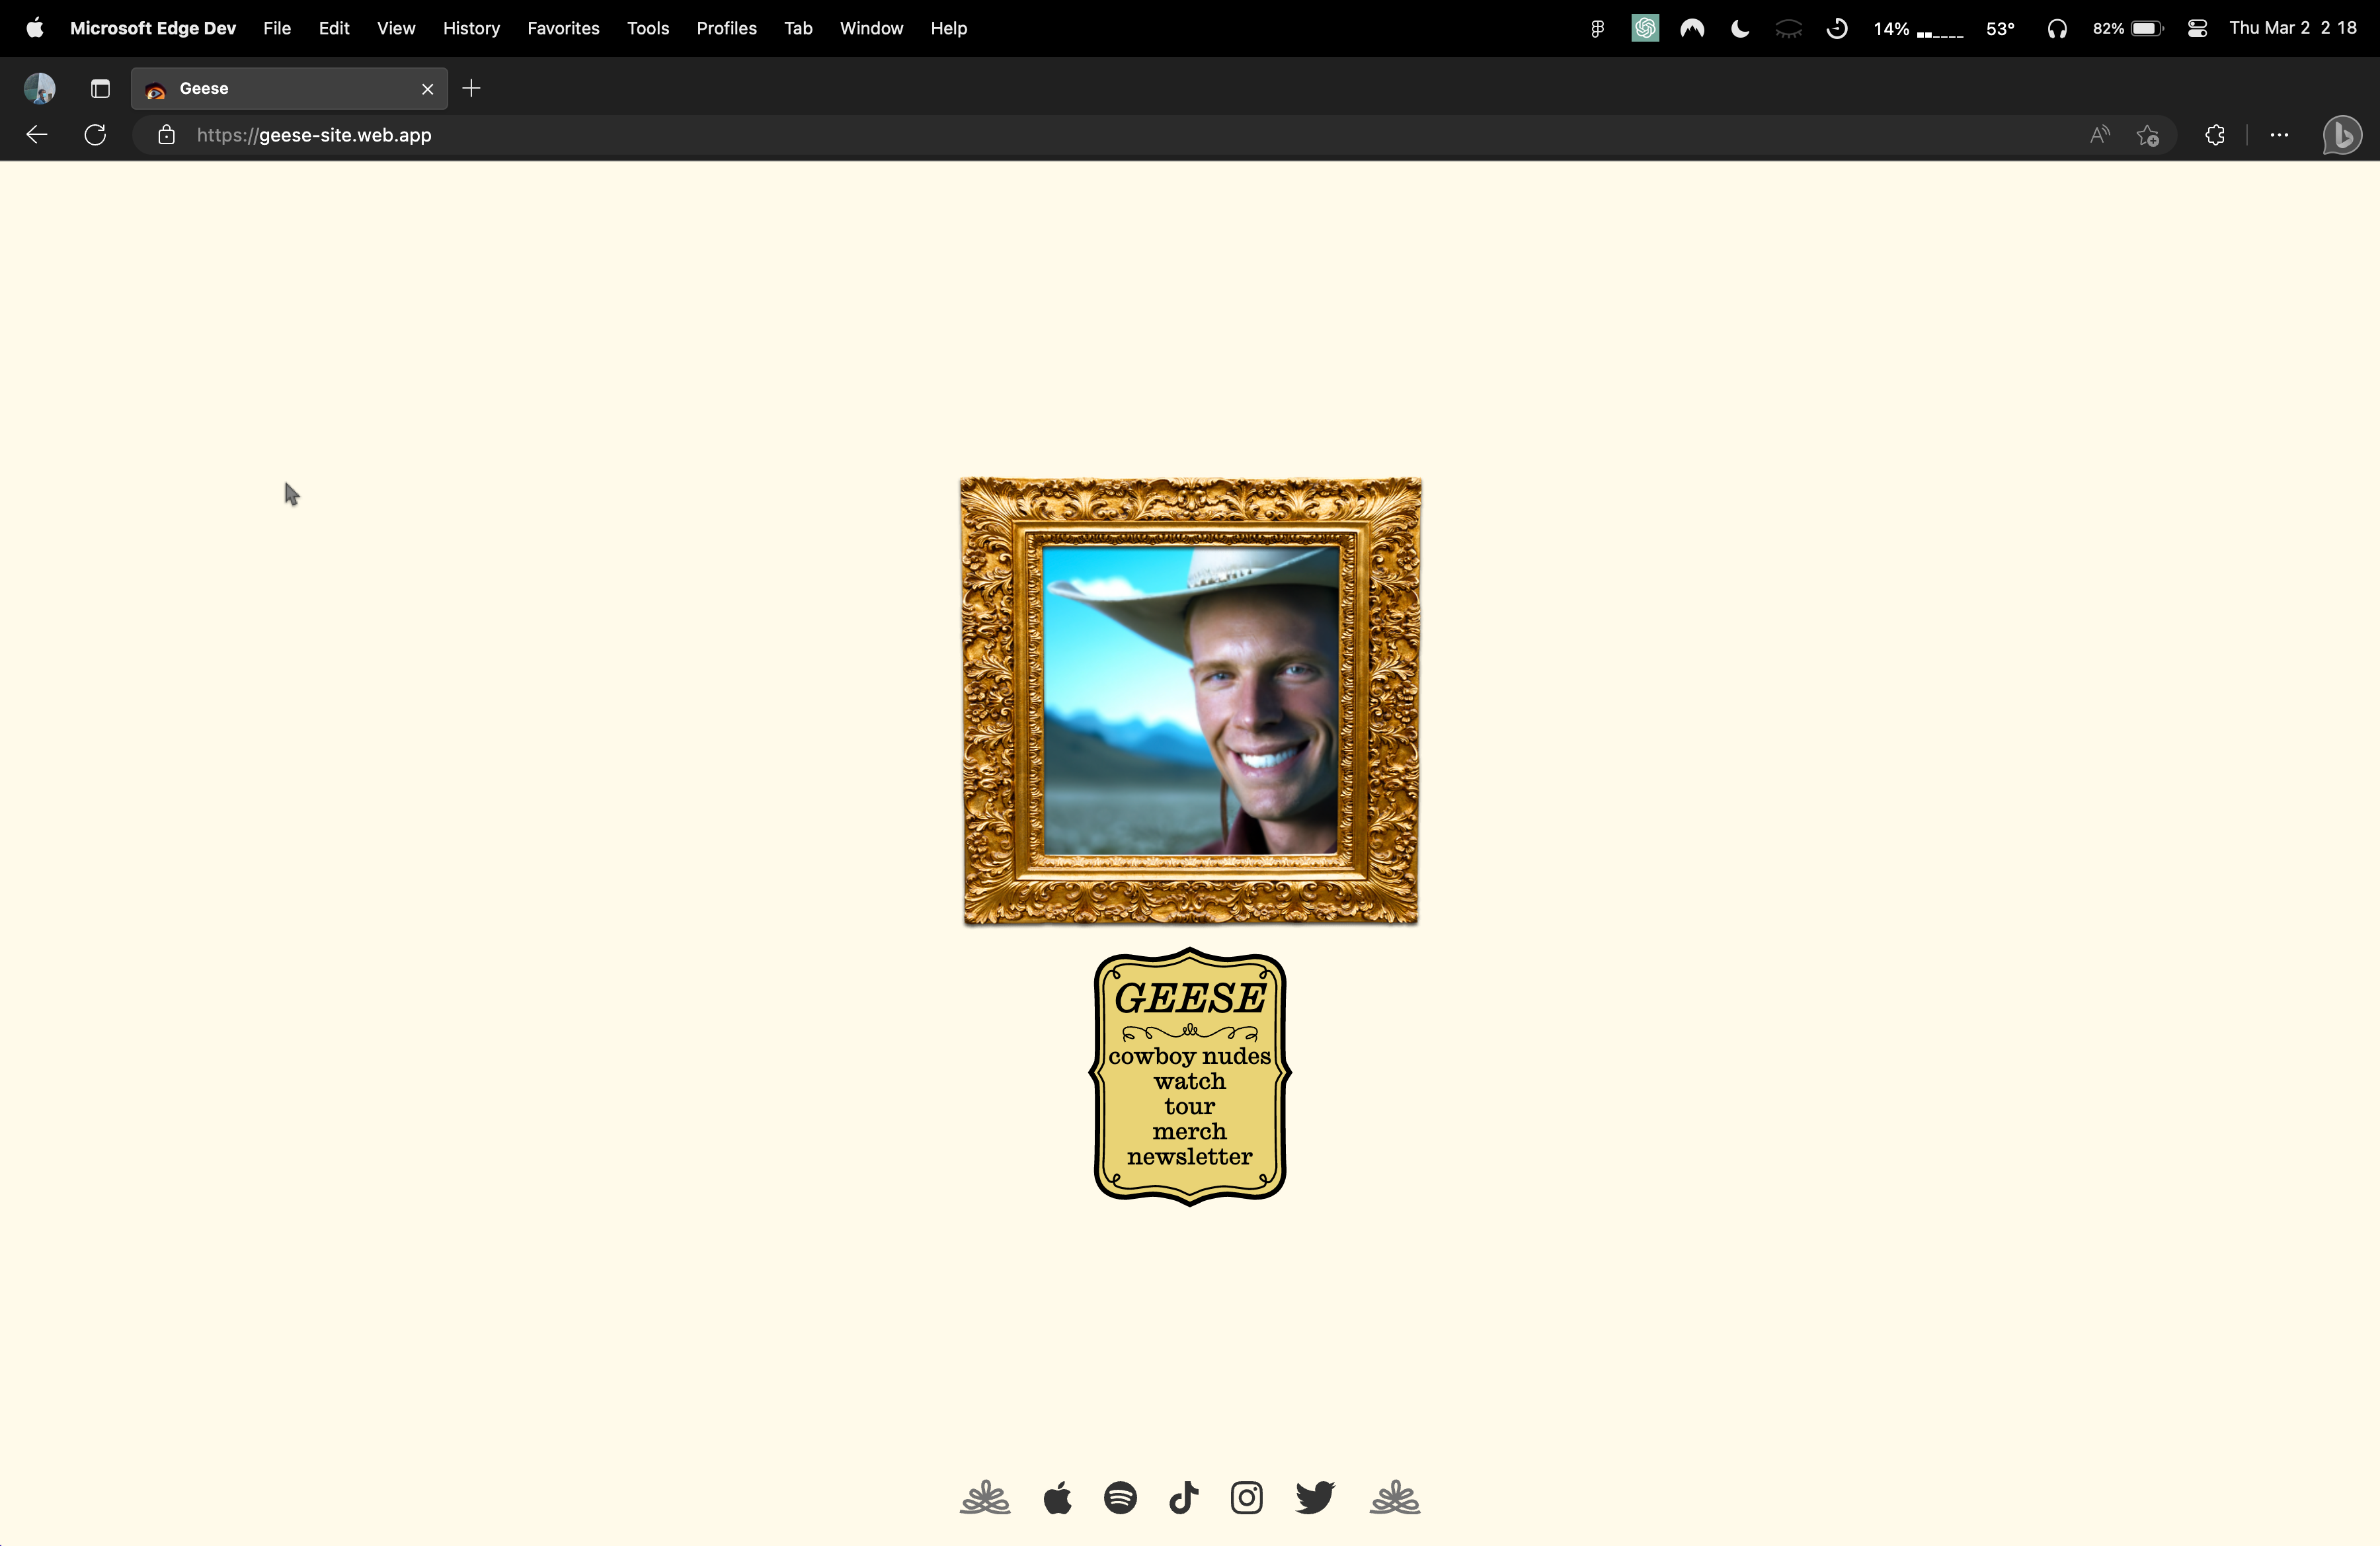 Microsoft Edge Dev File Edit View History Favorites Tools Profiles Tab Window Help 14% 53° 82% Thu Mar 2 2 18
Geese
https://geese-site.web.app
GEESE
cowboy nudes
watch
tour
merch
newsletter